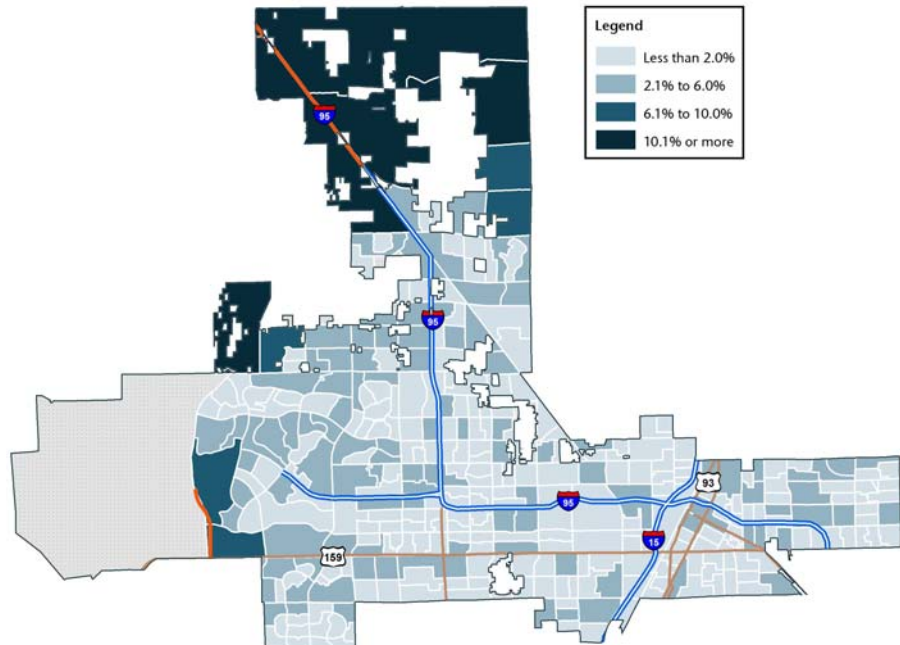 Legend
Less than 2.0%
2.1% to 6.0%
6.1% to 10.0%
10.1% or more
95
95
93
95
15
159